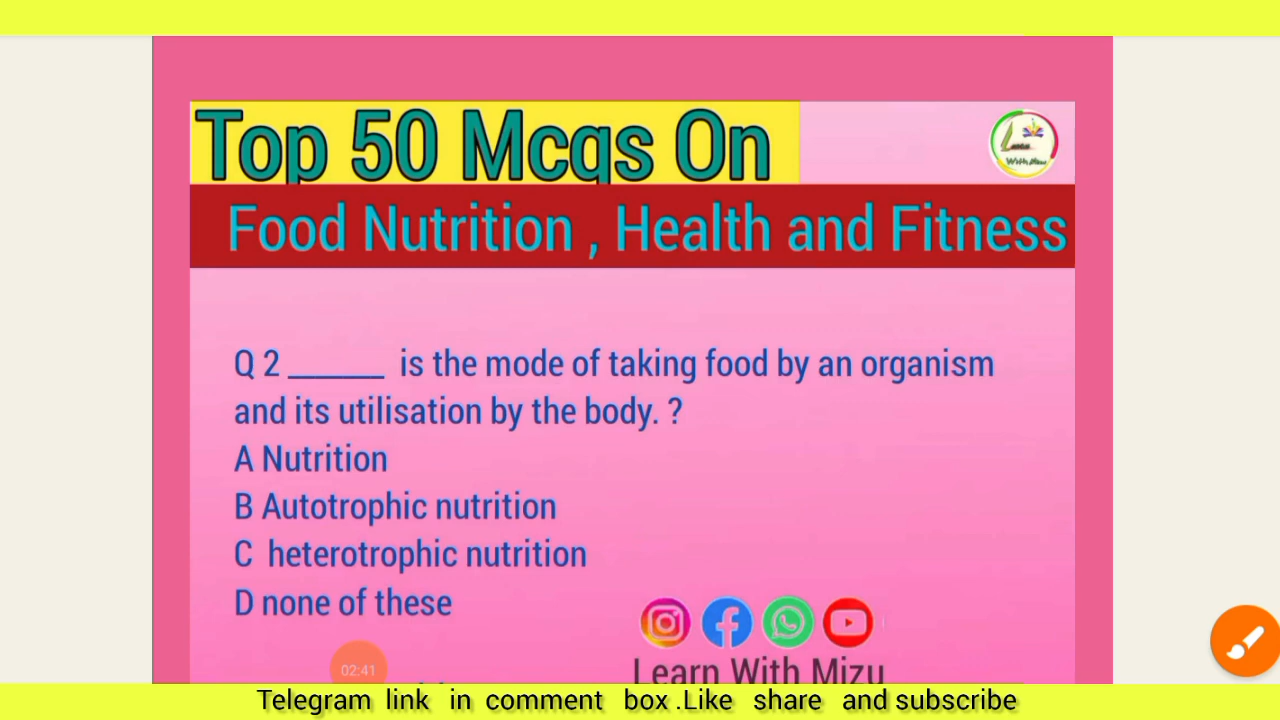 Top 50 Mcqs On
With Mizu
Food Nutrition , Health and Fitness
Q 2 ______ is the mode of taking food by an organism
and its utilisation by the body. ?
A Nutrition
B Autotrophic nutrition
C heterotrophic nutrition
D none of these
02:41
Learn With Mizu
Telegram link in comment box .Like share and subscribe